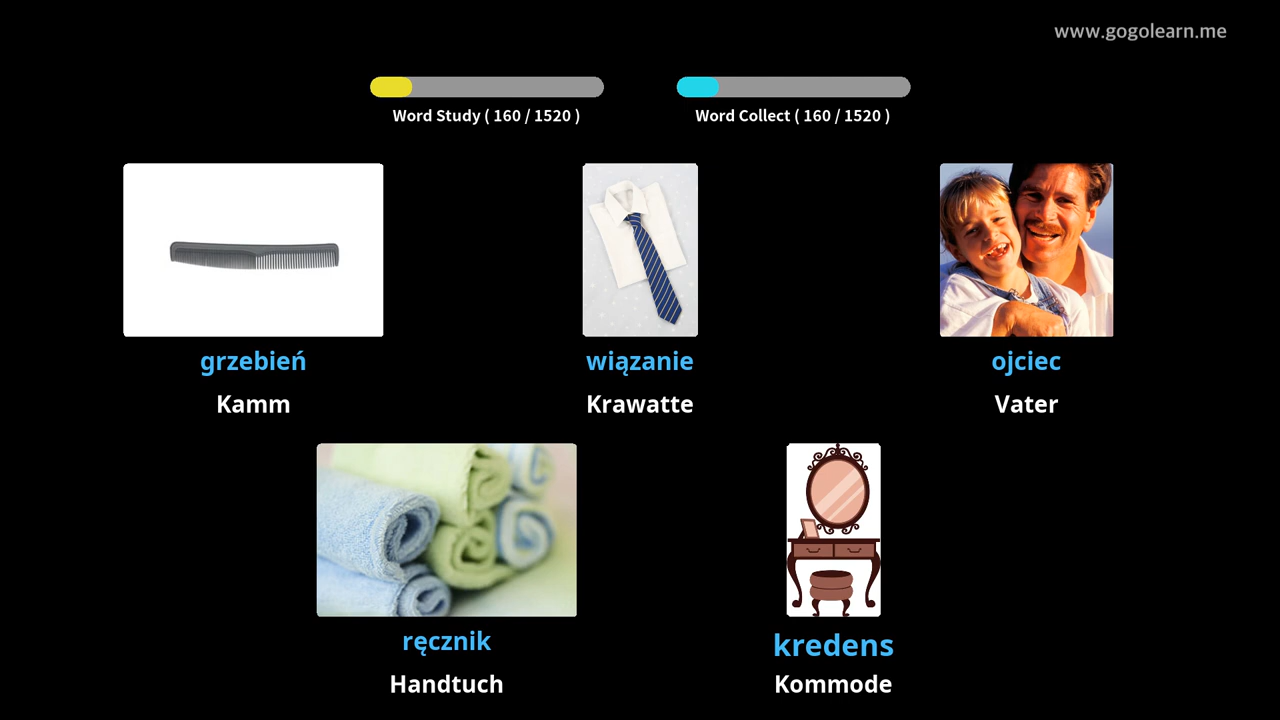 www.gogolearn.me
Word Study ( 160 / 1520 )
Word Collect ( 160 / 1520 )
grzebień
Kamm
wiązanie
Krawatte
ojciec
Vater
ręcznik
Handtuch
kredens
Kommode